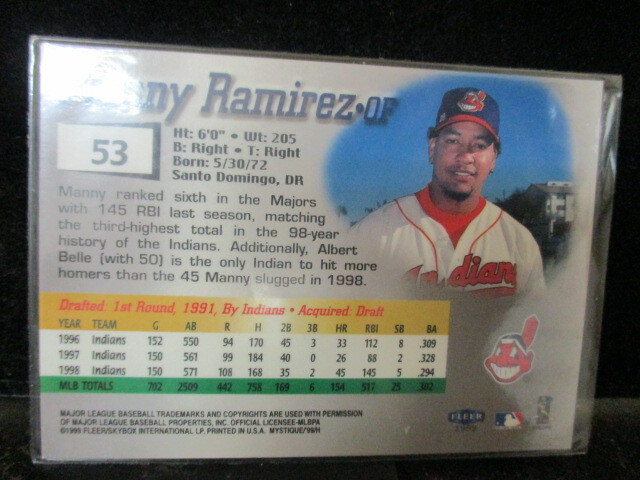 Manny Ramirez•OF
53
Ht: 6'0" • Wt: 205
B: Right • T: Right
Born: 5/30/72
Santo Domingo, DR
Manny ranked sixth in the Majors
with 145 RBI last season, matching
the third-highest total in the 98-year
history of the Indians. Additionally, Albert
Belle (with 50) is the only Indian to hit more
homers than the 45 Manny slugged in 1998.
Indians
Drafted: 1st Round, 1991, By Indians • Acquired: Draft
YEAR TEAM G AB R H 2B 3B HR RBI SB BA
1996 Indians 152 550 94 170 45 3 33 112 8 .309
1997 Indians 150 561 99 184 40 0 26 88 2 .328
1998 Indians 150 571 108 168 35 2 45 145 5 .294
MLB TOTALS 702 2509 442 758 169 6 154 517 25 .302
MAJOR LEAGUE BASEBALL TRADEMARKS AND COPYRIGHTS ARE USED WITH PERMISSION
OF MAJOR LEAGUE BASEBALL PROPERTIES, INC. OFFICIAL LICENSEE-MLBPA
©1999 FLEER/SKYBOX INTERNATIONAL LP, PRINTED IN U.S.A. MYSTIQUE/'99/H
FLEER